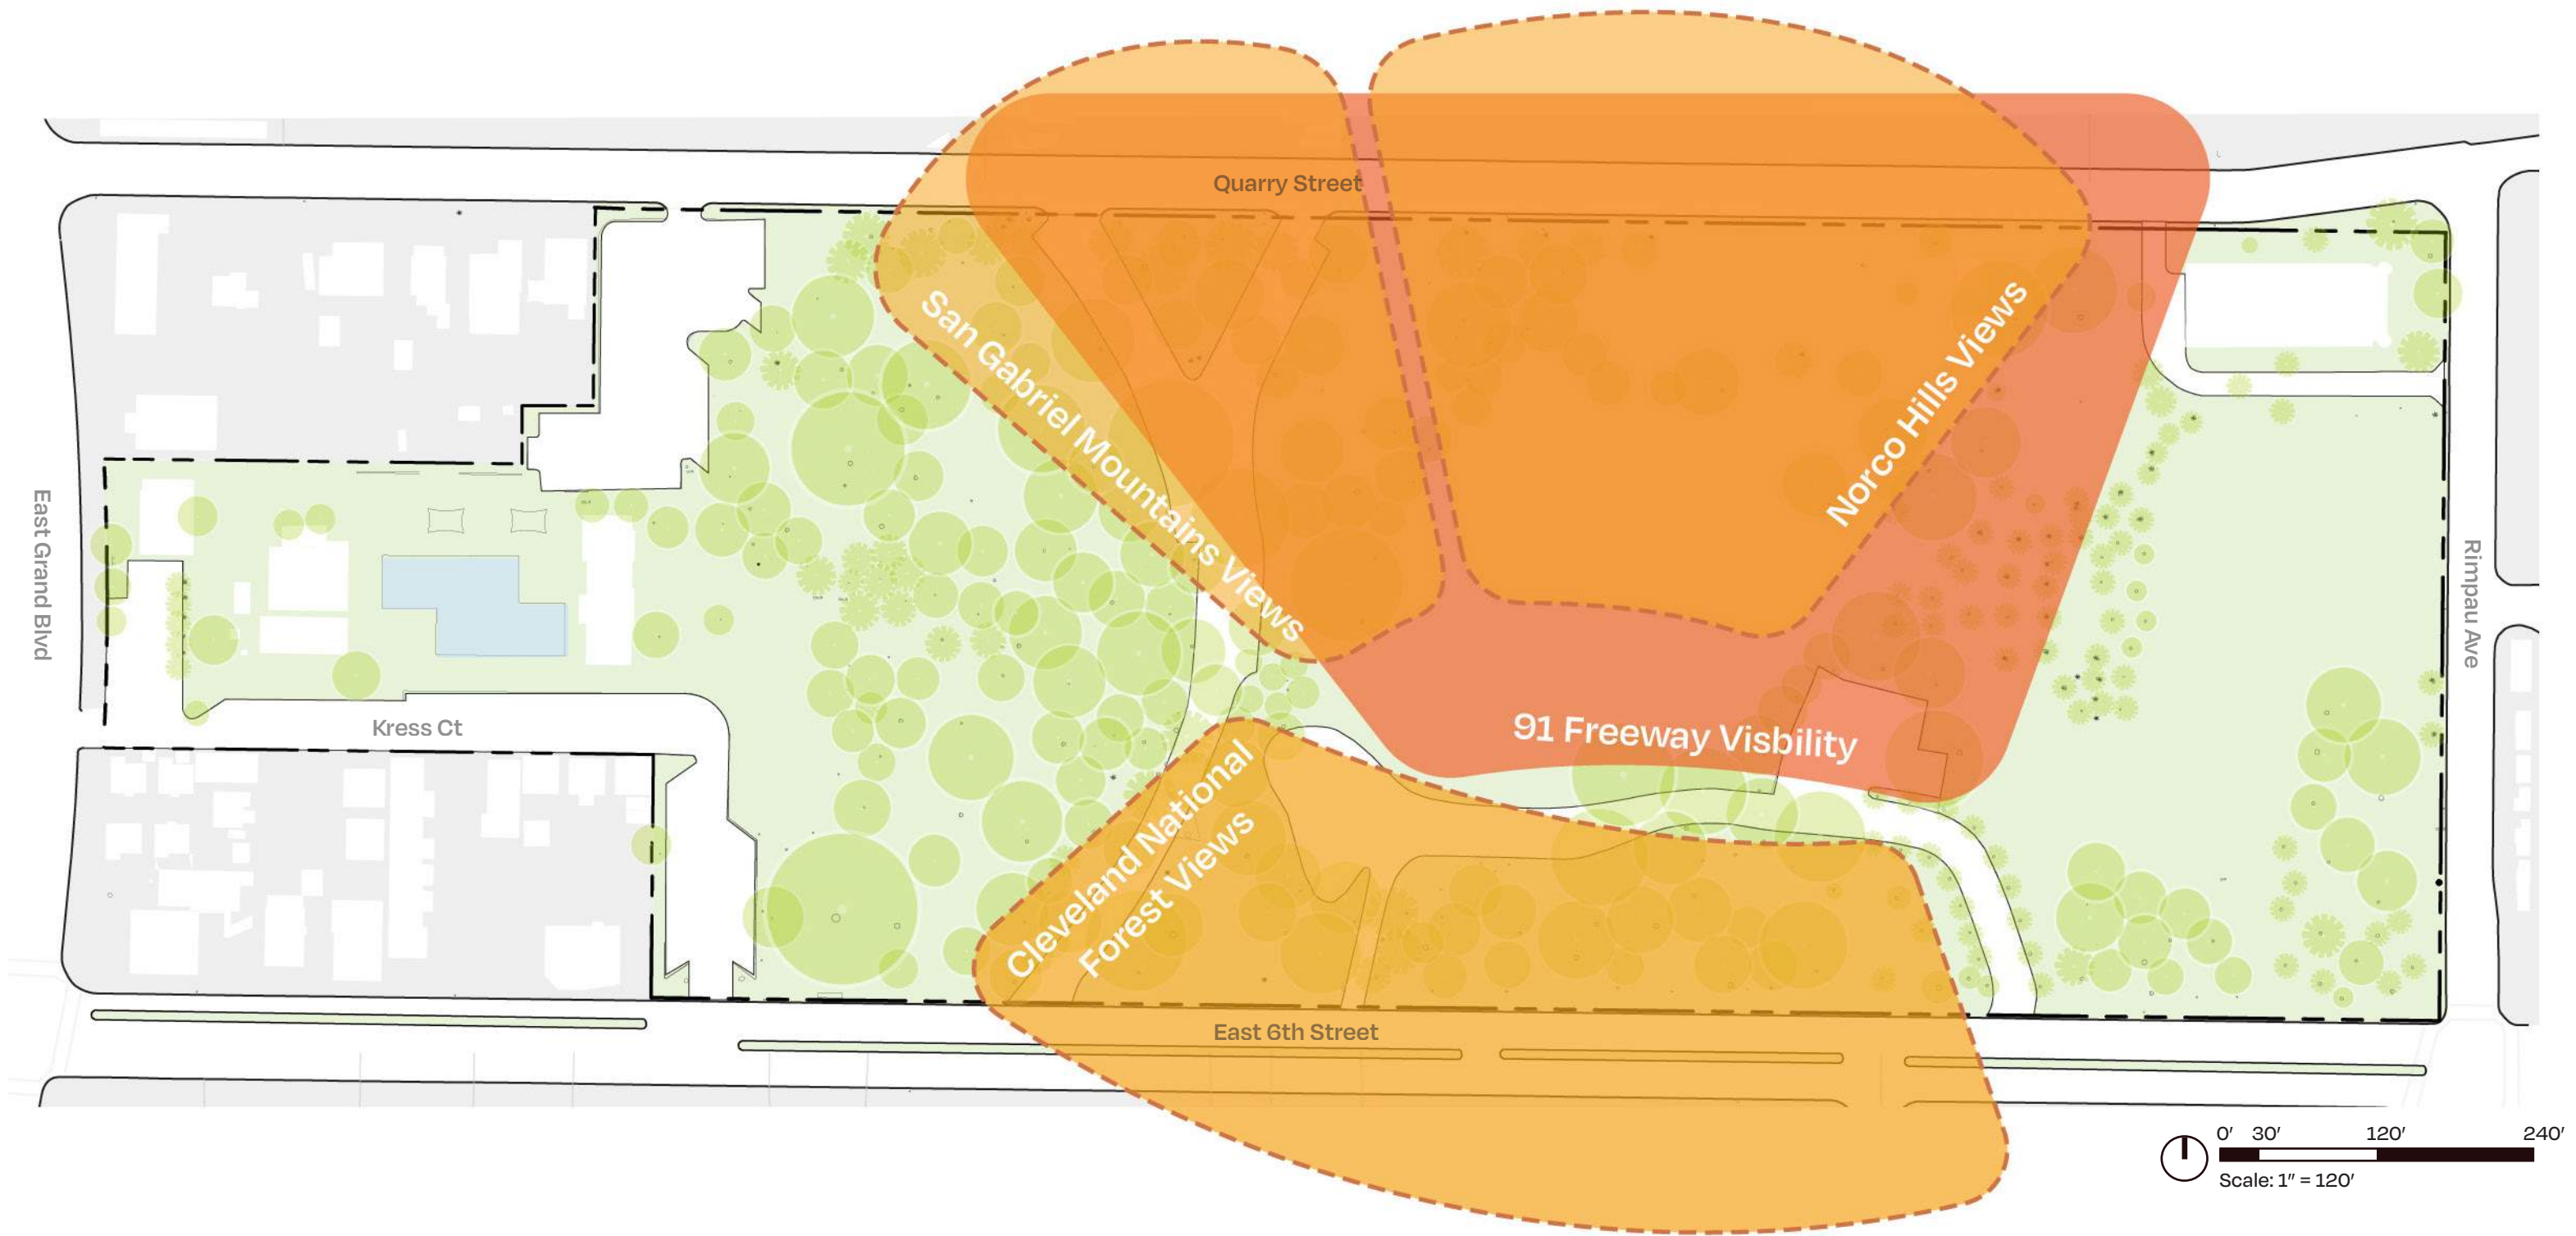 Quarry Street
San Gabriel Mountains Views
Norco Hills Views
East Grand Blvd
Rimpau Ave
Kress Ct
91 Freeway Visbility
Cleveland National
Forest Views
East 6th Street
0' 30' 120' 240'
Scale: 1" = 120'